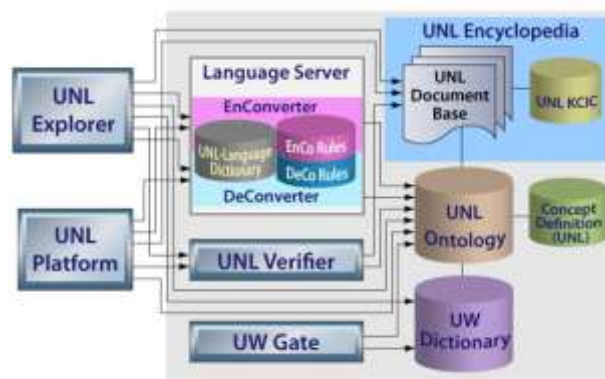 UNL Encyclopedia
Language Server
UNL
Explorer
EnConverter
UNL-Language
Dictionary
EnCo Rules
DeCo Rules
DeConverter
UNL
Document
Base
UNL KCIC
UNL
Platform
UNL Verifier
UNL
Ontology
Concept
Definition
(UNL)
UW Gate
UW
Dictionary